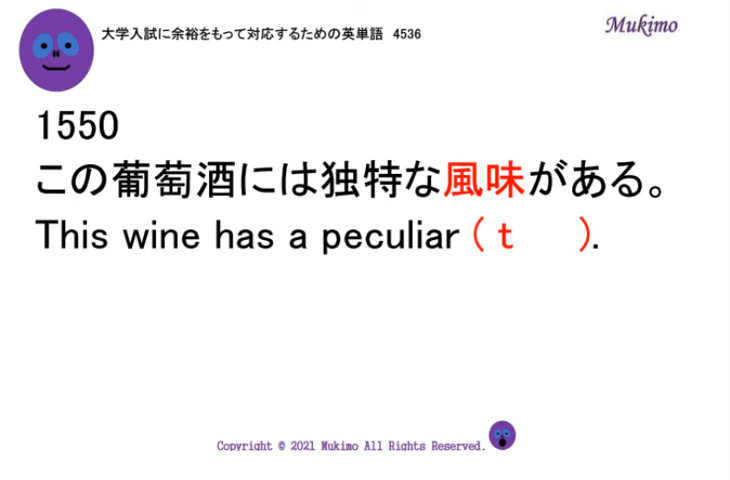 大学入試に余裕をもって対応するための英単語 4536
Mukimo
1550
この葡萄酒には独特な風味がある。
This wine has a peculiar ( t ).
Copyright © 2021 Mukimo All Rights Reserved.